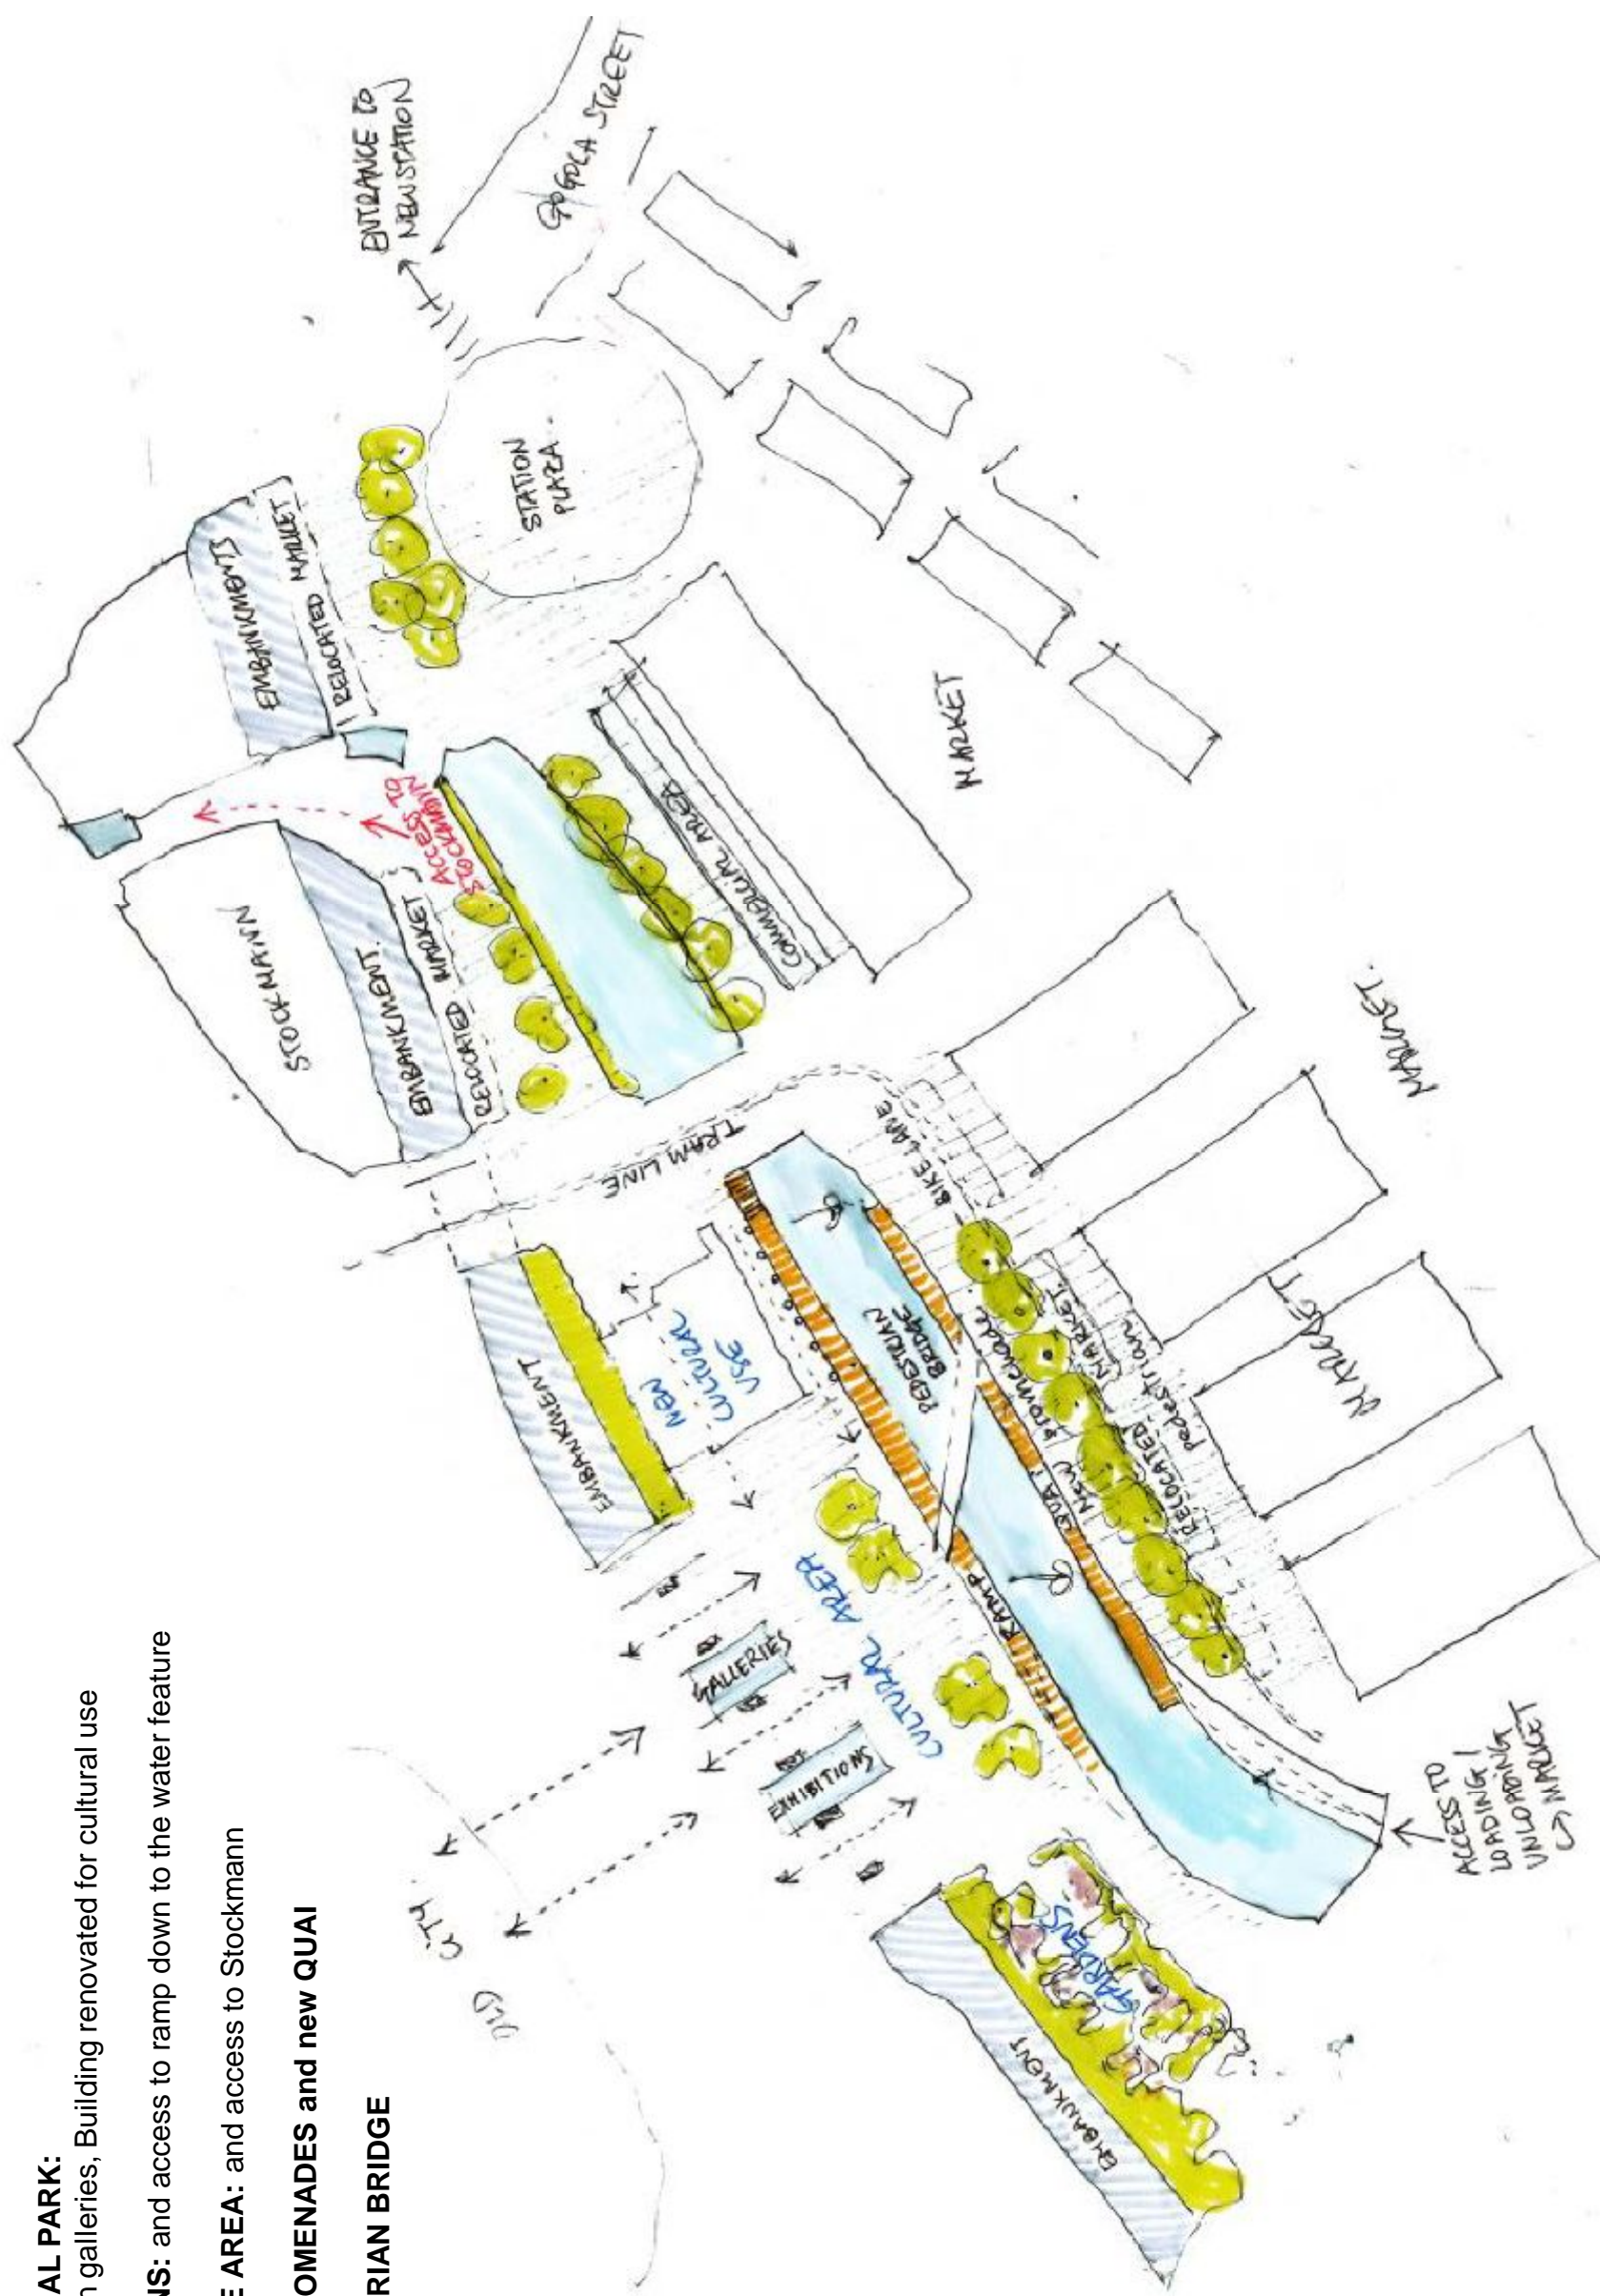 AL PARK:
n galleries, Building renovated for cultural use
NS: and access to ramp down to the water feature
E AREA: and access to Stockmann
OMENADES and new QUAI
RIAN BRIDGE
OLD CITY
EMBANKMENT
GARDENS
EXHIBITIONS
GALLERIES
CULTURAL AREA
RAMP
EMBANKMENT
NEW
CULTURAL
USE
PEDESTRIAN
BRIDGE
QUAI
NEW PROMENADE
RELOCATED MARKET
pedestrian
BIKE LANE
TRAM LINE
ACCESS TO
LOADING /
UNLOADING
MARKET
MARKET
MARKET.
STOCKMANN
EMBANKMENT.
RELOCATED MARKET
ACCESS TO
STOCKMANN
COMMERCIAL AREA
MARKET
EMBANKMENTS
RELOCATED MARKET
STATION
PLAZA
ENTRANCE TO
NEW STATION
GOGOLA STREET